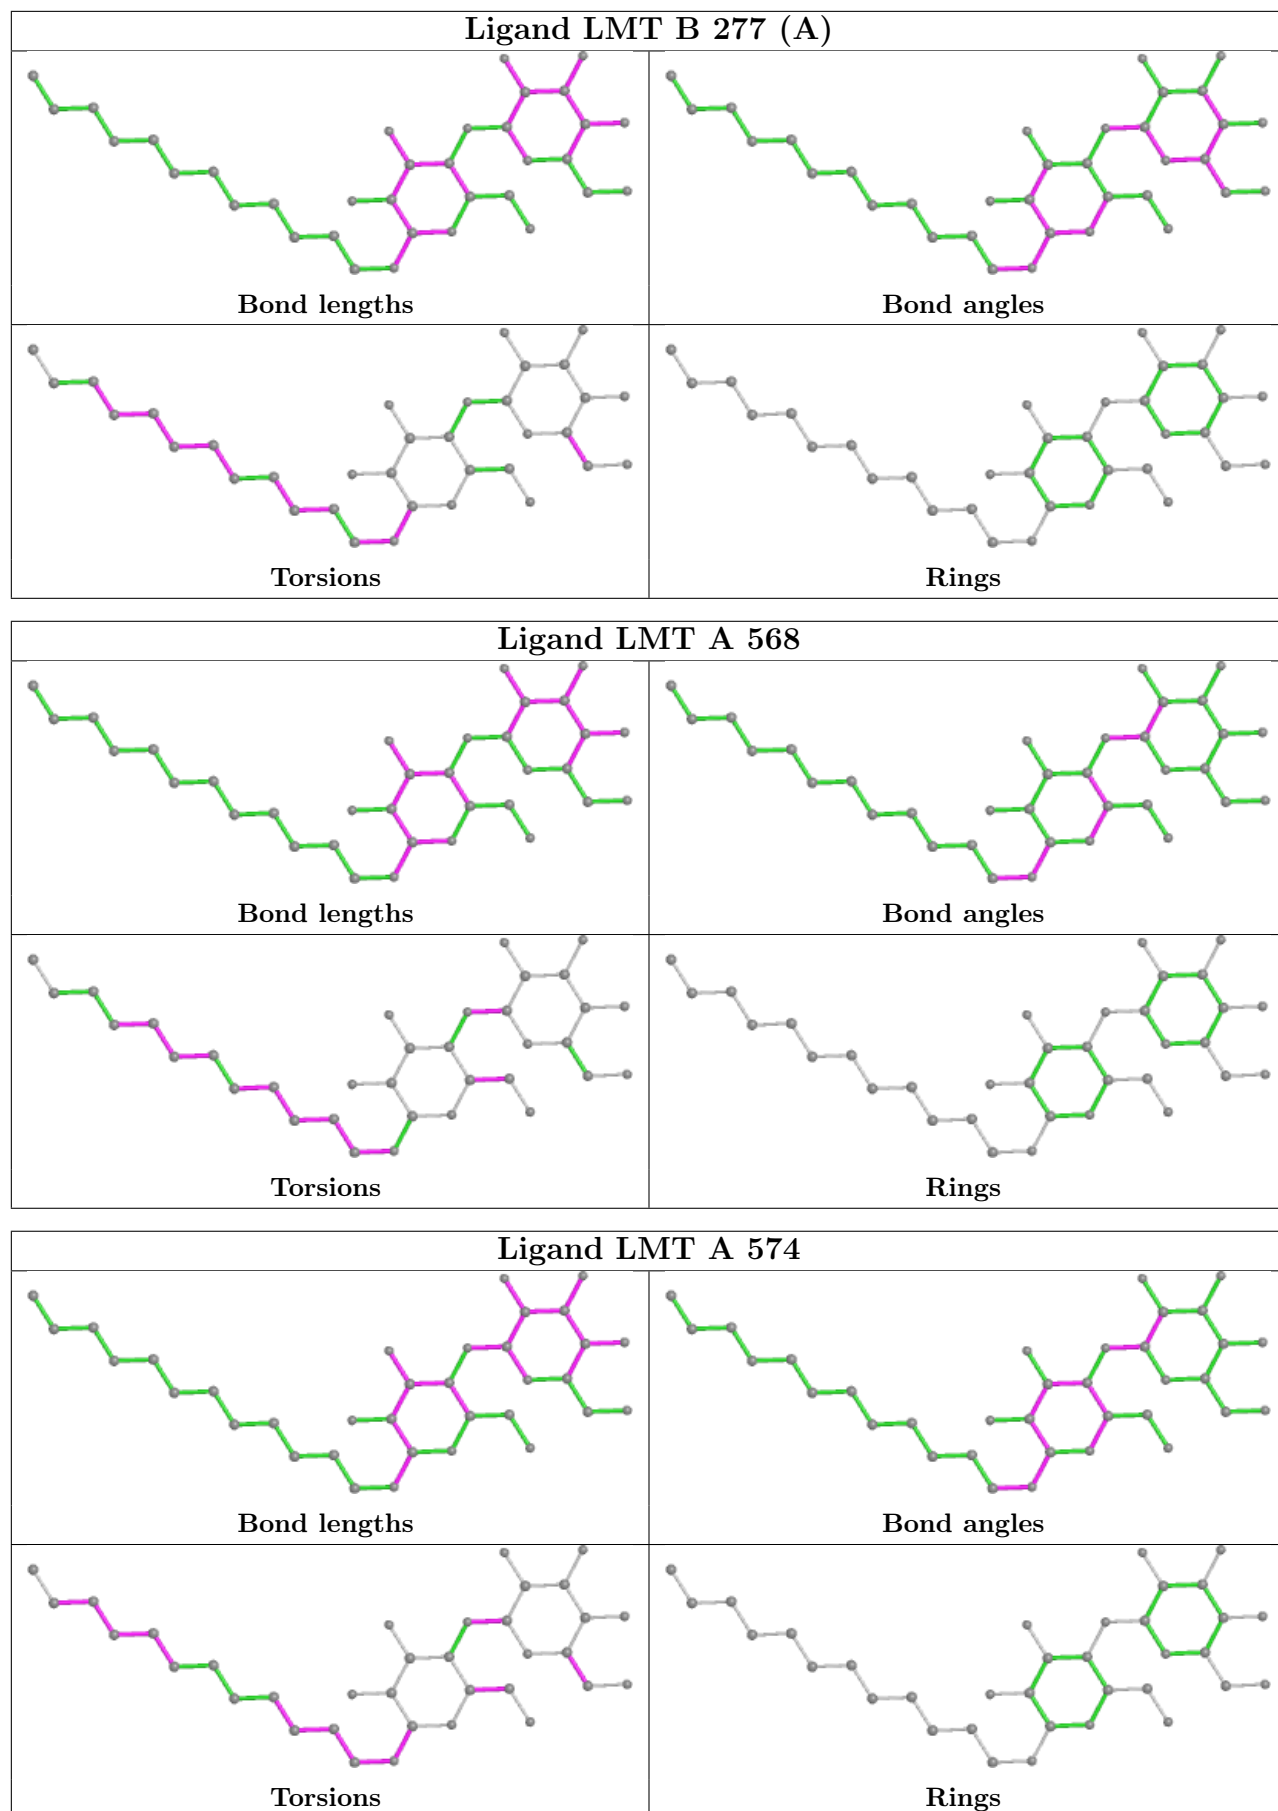 Ligand LMT B 277 (A)
Bond lengths
Bond angles
Torsions
Rings
Ligand LMT A 568
Bond lengths
Bond angles
Torsions
Rings
Ligand LMT A 574
Bond lengths
Bond angles
Torsions
Rings